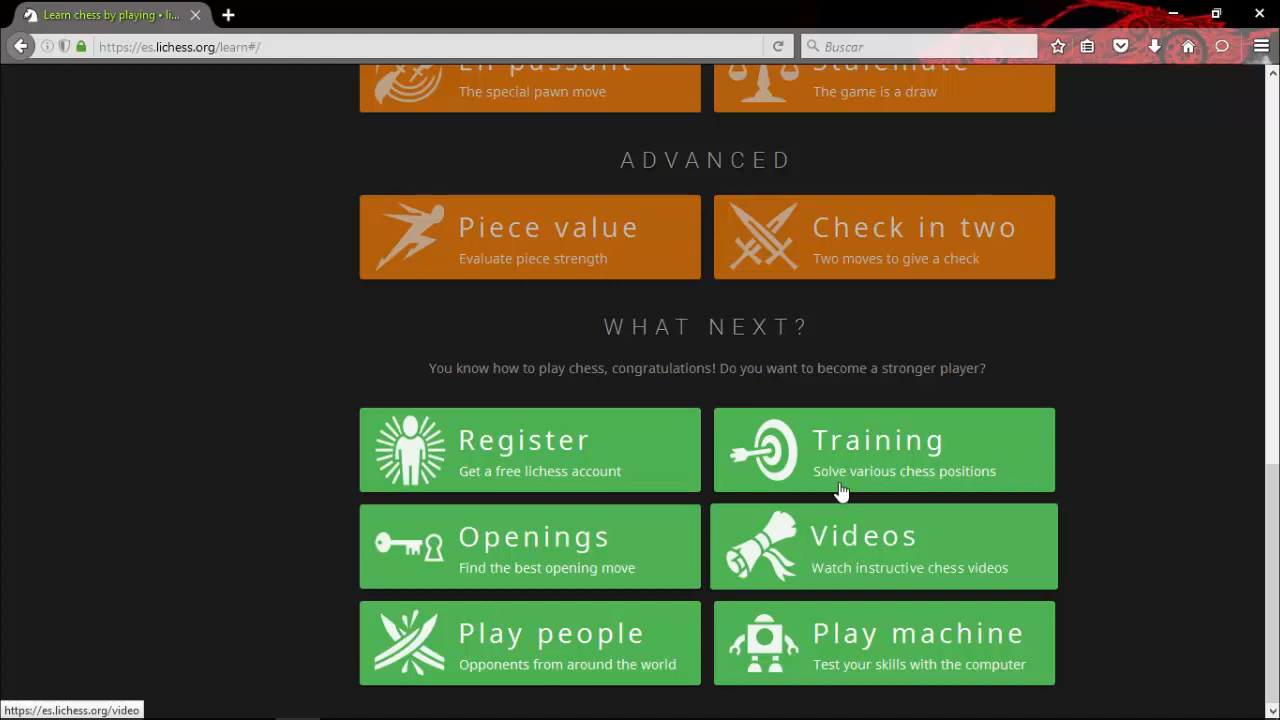 Learn chess by playing • li...
https://es.lichess.org/learn#/
Buscar
En passant
The special pawn move
Stalemate
The game is a draw
ADVANCED
Piece value
Evaluate piece strength
Check in two
Two moves to give a check
WHAT NEXT?
You know how to play chess, congratulations! Do you want to become a stronger player?
Register
Get a free lichess account
Training
Solve various chess positions
Openings
Find the best opening move
Videos
Watch instructive chess videos
Play people
Opponents from around the world
Play machine
Test your skills with the computer
https://es.lichess.org/video